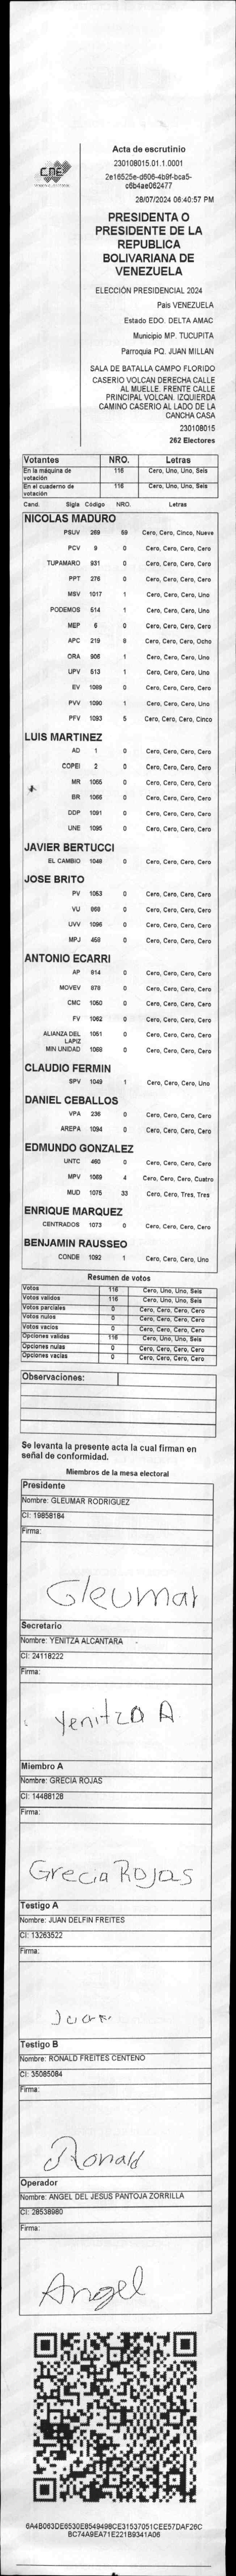 CNE
Acta de escrutinio
230108015.01.1.0001
2e16525e-d606-4b9f-bca5-
c6b4ae062477
28/07/2024 06:40:57 PM
PRESIDENTA O
PRESIDENTE DE LA
REPUBLICA
BOLIVARIANA DE
VENEZUELA
ELECCIÓN PRESIDENCIAL 2024
País VENEZUELA
Estado EDO. DELTA AMAC
Municipio MP. TUCUPITA
Parroquia PQ. JUAN MILLAN
SALA DE BATALLA CAMPO FLORIDO
CASERIO VOLCAN DERECHA CALLE
AL MUELLE. FRENTE CALLE
PRINCIPAL VOLCAN. IZQUIERDA
CAMINO CASERIO AL LADO DE LA
CANCHA CASA
230108015
262 Electores
Votantes NRO. Letras
En la máquina de votación 116 Cero, Uno, Uno, Seis
En el cuaderno de votación 116 Cero, Uno, Uno, Seis
Cand. Sigla Código NRO. Letras
NICOLAS MADURO
PSUV 269 59 Cero, Cero, Cinco, Nueve
PCV 9 0 Cero, Cero, Cero, Cero
TUPAMARO 931 0 Cero, Cero, Cero, Cero
PPT 276 0 Cero, Cero, Cero, Cero
MSV 1017 1 Cero, Cero, Cero, Uno
PODEMOS 514 1 Cero, Cero, Cero, Uno
MEP 6 0 Cero, Cero, Cero, Cero
APC 219 8 Cero, Cero, Cero, Ocho
ORA 906 1 Cero, Cero, Cero, Uno
UPV 513 1 Cero, Cero, Cero, Uno
EV 1089 0 Cero, Cero, Cero, Cero
PVV 1090 1 Cero, Cero, Cero, Uno
PFV 1093 5 Cero, Cero, Cero, Cinco
LUIS MARTINEZ
AD 1 0 Cero, Cero, Cero, Cero
COPEI 2 0 Cero, Cero, Cero, Cero
MR 1065 0 Cero, Cero, Cero, Cero
BR 1066 0 Cero, Cero, Cero, Cero
DDP 1091 0 Cero, Cero, Cero, Cero
UNE 1095 0 Cero, Cero, Cero, Cero
JAVIER BERTUCCI
EL CAMBIO 1048 0 Cero, Cero, Cero, Cero
JOSE BRITO
PV 1053 0 Cero, Cero, Cero, Cero
VU 968 0 Cero, Cero, Cero, Cero
UVV 1096 0 Cero, Cero, Cero, Cero
MPJ 458 0 Cero, Cero, Cero, Cero
ANTONIO ECARRI
AP 814 0 Cero, Cero, Cero, Cero
MOVEV 878 0 Cero, Cero, Cero, Cero
CMC 1050 0 Cero, Cero, Cero, Cero
FV 1062 0 Cero, Cero, Cero, Cero
ALIANZA DEL LAPIZ 1051 0 Cero, Cero, Cero, Cero
MIN UNIDAD 1068 0 Cero, Cero, Cero, Cero
CLAUDIO FERMIN
SPV 1049 1 Cero, Cero, Cero, Uno
DANIEL CEBALLOS
VPA 236 0 Cero, Cero, Cero, Cero
AREPA 1094 0 Cero, Cero, Cero, Cero
EDMUNDO GONZALEZ
UNTC 460 0 Cero, Cero, Cero, Cero
MPV 1069 4 Cero, Cero, Cero, Cuatro
MUD 1075 33 Cero, Cero, Tres, Tres
ENRIQUE MARQUEZ
CENTRADOS 1073 0 Cero, Cero, Cero, Cero
BENJAMIN RAUSSEO
CONDE 1092 1 Cero, Cero, Cero, Uno
Resumen de votos
Votos 116 Cero, Uno, Uno, Seis
Votos validos 116 Cero, Uno, Uno, Seis
Votos parciales 0 Cero, Cero, Cero, Cero
Votos nulos 0 Cero, Cero, Cero, Cero
Votos vacios 0 Cero, Cero, Cero, Cero
Opciones validas 116 Cero, Uno, Uno, Seis
Opciones nulas 0 Cero, Cero, Cero, Cero
Opciones vacias 0 Cero, Cero, Cero, Cero
Observaciones:
Se levanta la presente acta la cual firman en
señal de conformidad.
Miembros de la mesa electoral
Presidente
Nombre: GLEUMAR RODRIGUEZ
CI: 19858184
Firma:
Gleumar
Secretario
Nombre: YENITZA ALCANTARA
CI: 24118222
Firma:
Yenitza A
Miembro A
Nombre: GRECIA ROJAS
CI: 14488128
Firma:
Grecia Rojas
Testigo A
Nombre: JUAN DELFIN FREITES
CI: 13263522
Firma:
Juan
Testigo B
Nombre: RONALD FREITES CENTENO
CI: 35085084
Firma:
Ronald
Operador
Nombre: ANGEL DEL JESUS PANTOJA ZORRILLA
CI: 28538980
Firma:
Angel
6A4B063DE6530E8549498CE31537051CEE57DAF26C
BC74A9EA71E221B9341A06